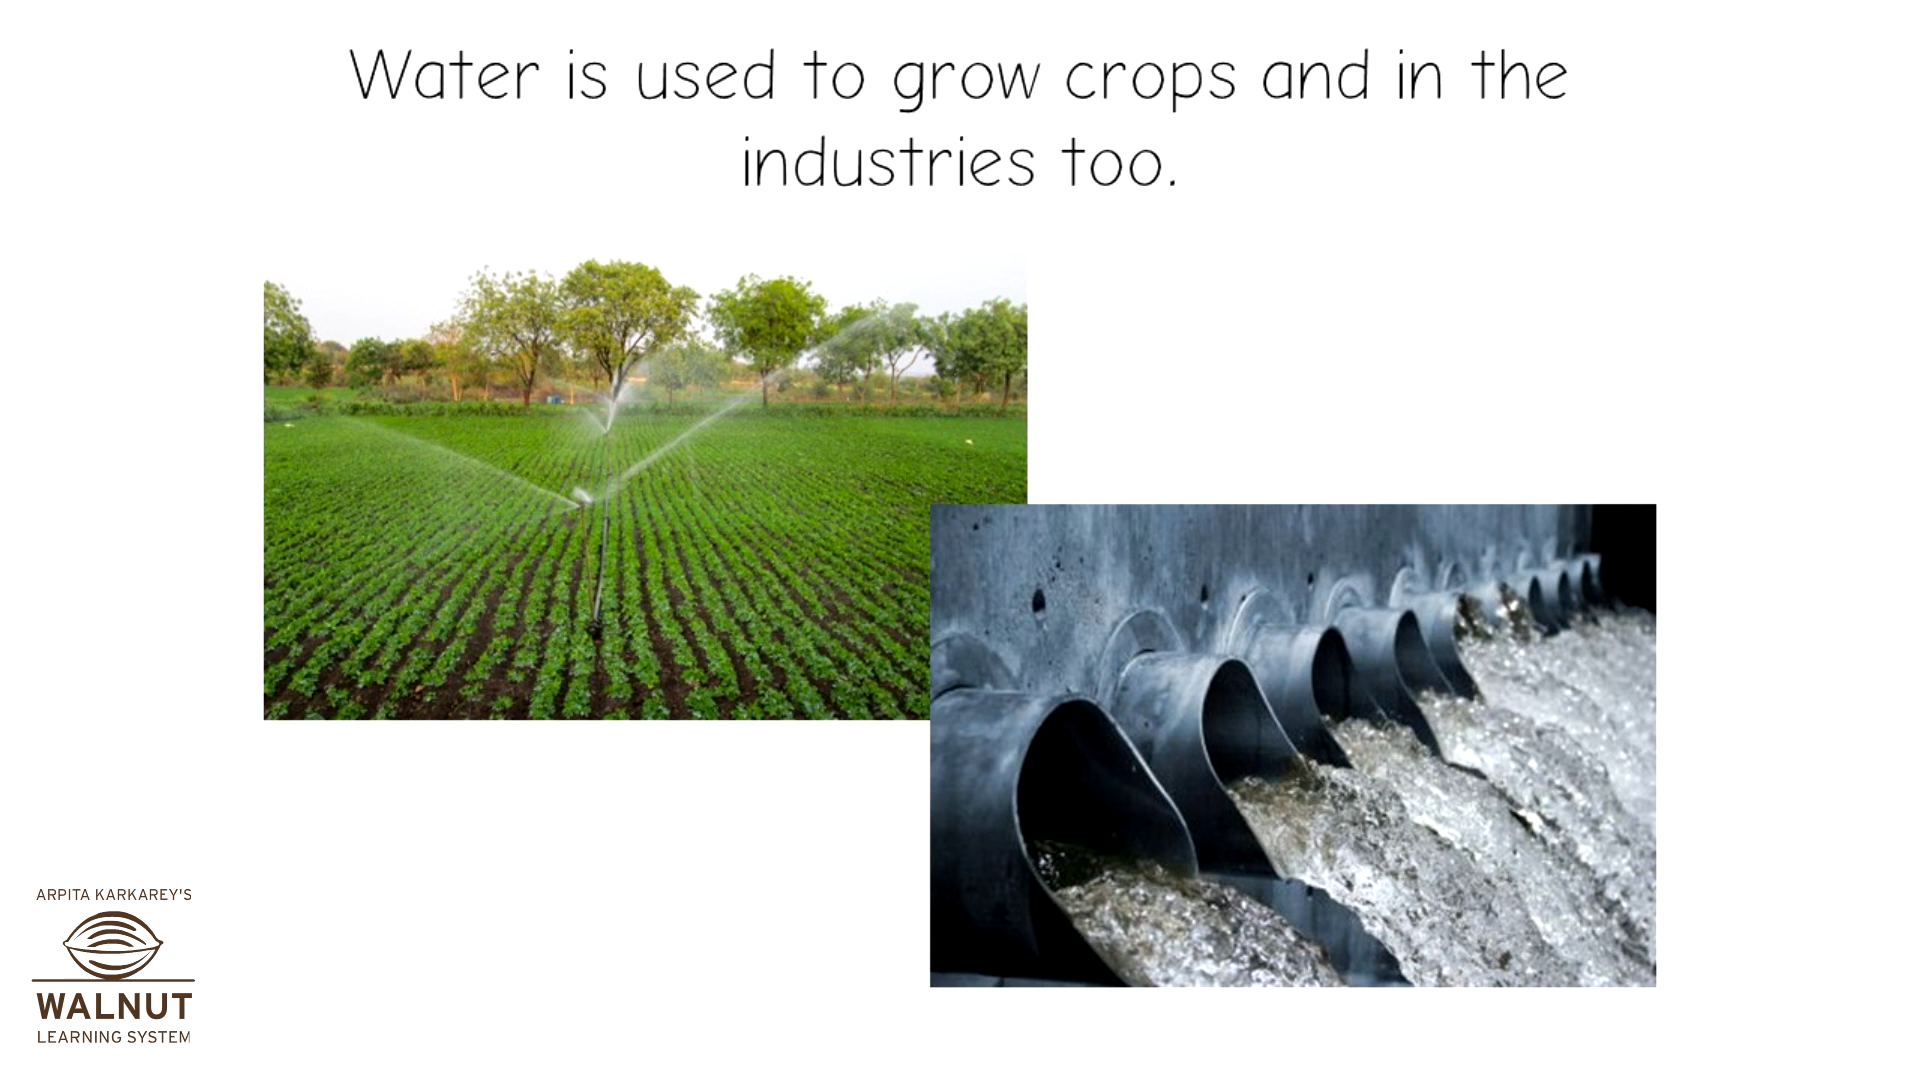 Water is used to grow crops and in the
industries too.
ARPITA KARKAREY'S
WALNUT
LEARNING SYSTEM